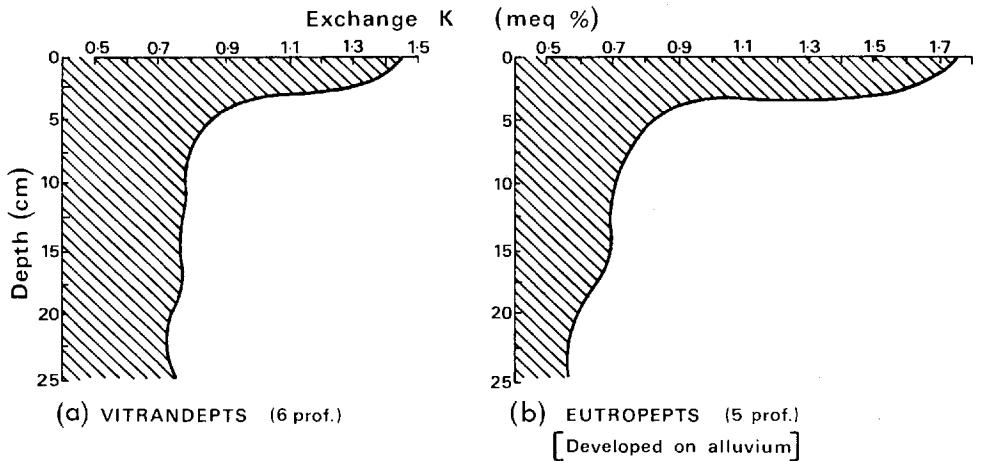 Exchange K (meq %)
0·5 0·7 0·9 1·1 1·3 1·5
0
5
10
15
20
25
Depth (cm)
(a) VITRANDEPTS (6 prof.)
0·5 0·7 0·9 1·1 1·3 1·5 1·7
0
5
10
15
20
25
(b) EUTROPEPTS (5 prof.)
[Developed on alluvium]